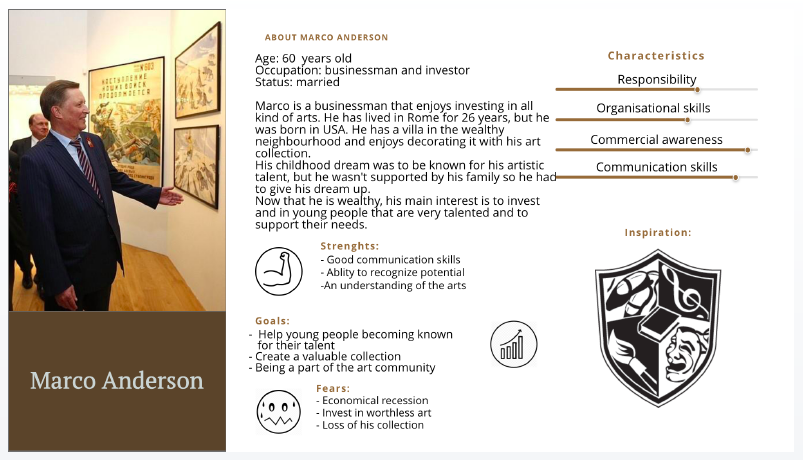 ABOUT MARCO ANDERSON
Age: 60 years old
Occupation: businessman and investor
Status: married
Marco is a businessman that enjoys investing in all
kind of arts. He has lived in Rome for 26 years, but he
was born in USA. He has a villa in the wealthy
neighbourhood and enjoys decorating it with his art
collection.
His childhood dream was to be known for his artistic
talent, but he wasn't supported by his family so he had
to give his dream up.
Now that he is wealthy, his main interest is to invest
and in young people that are very talented and to
support their needs.
Strenghts:
- Good communication skills
- Ablity to recognize potential
-An understanding of the arts
Goals:
- Help young people becoming known
for their talent
- Create a valuable collection
- Being a part of the art community
Fears:
- Economical recession
- Invest in worthless art
- Loss of his collection
Characteristics
Responsibility
Organisational skills
Commercial awareness
Communication skills
Inspiration:
НАСТУПЛЕНИЕ
НАШИХ ВОЙСК
ПРОДОЛЖАЕТСЯ
Marco Anderson